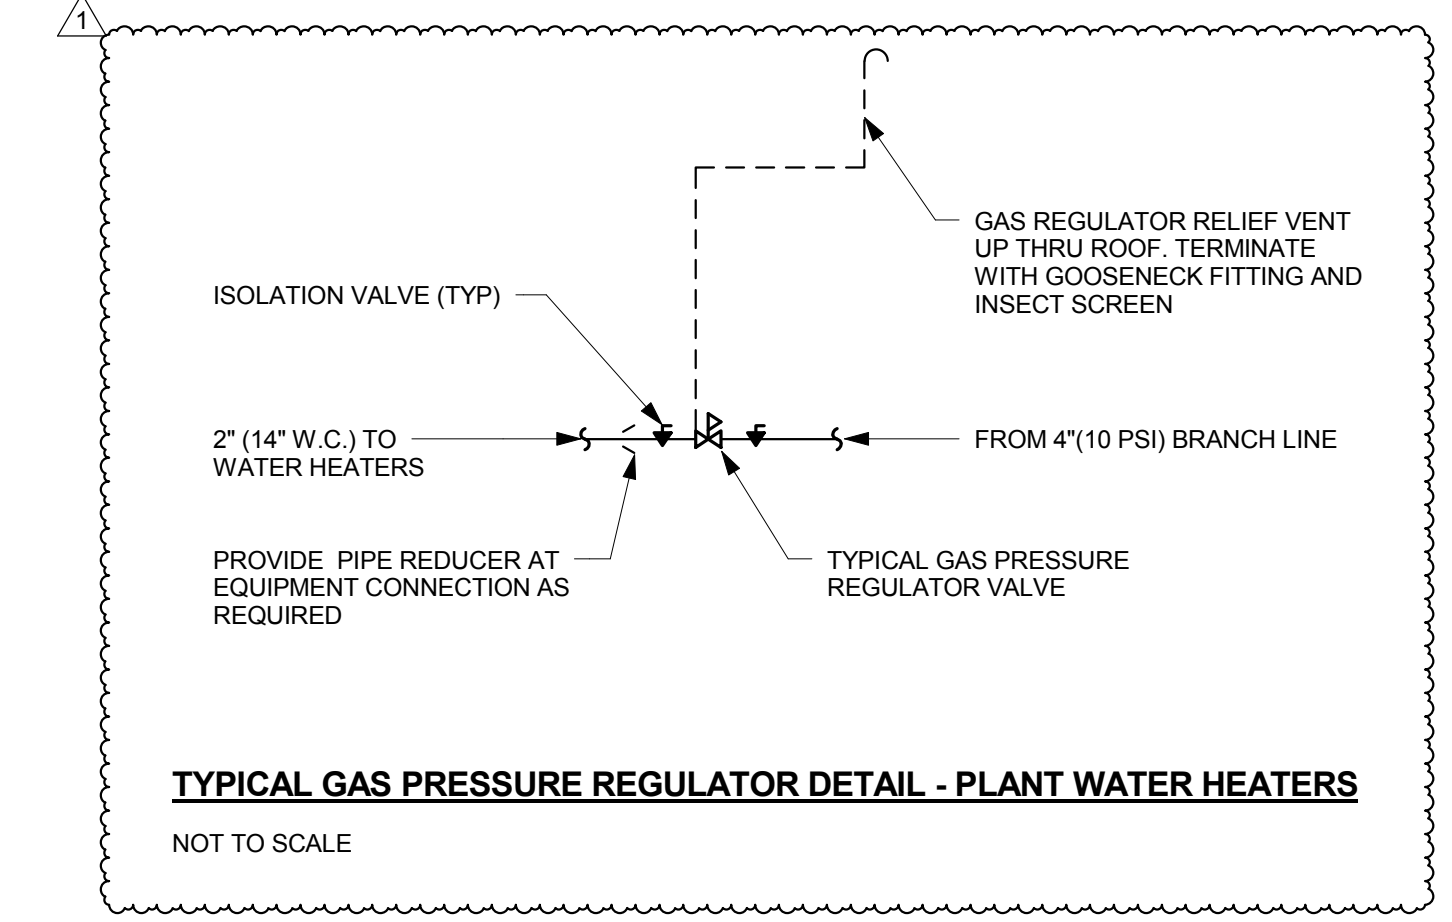 1
GAS REGULATOR RELIEF VENT
UP THRU ROOF. TERMINATE
WITH GOOSENECK FITTING AND
INSECT SCREEN
ISOLATION VALVE (TYP)
2" (14" W.C.) TO
WATER HEATERS
FROM 4"(10 PSI) BRANCH LINE
PROVIDE PIPE REDUCER AT
EQUIPMENT CONNECTION AS
REQUIRED
TYPICAL GAS PRESSURE
REGULATOR VALVE
TYPICAL GAS PRESSURE REGULATOR DETAIL - PLANT WATER HEATERS
NOT TO SCALE